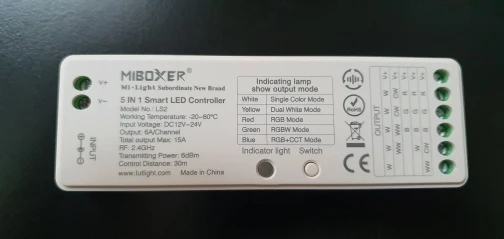 V+
V-
INPUT
MIBOXER®
Mi·Light Subordinate New Brand
5 IN 1 Smart LED Controller
Model No.: LS2
Working Temperature: -20~60℃
Input Voltage: DC12V~24V
Output: 6A/Channel
Total output Max: 15A
RF: 2.4GHz
Transmitting Power: 6dBm
Control Distance: 30m
www.futlight.com Made in China
Indicating lamp
show output mode
White Single Color Mode
Yellow Dual White Mode
Red RGB Mode
Green RGBW Mode
Blue RGB+CCT Mode
Indicator light Switch
RoHS
CE
OUTPUT
V+ V+ V+ V+ V+